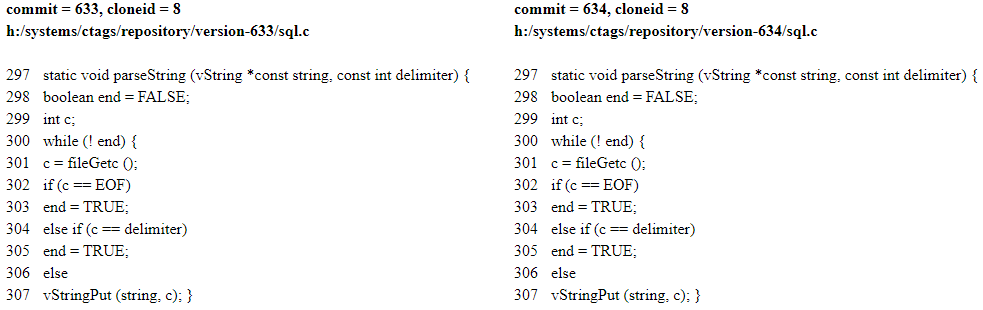 commit = 633, cloneid = 8
h:/systems/ctags/repository/version-633/sql.c
297 static void parseString (vString *const string, const int delimiter) {
298 boolean end = FALSE;
299 int c;
300 while (! end) {
301 c = fileGetc ();
302 if (c == EOF)
303 end = TRUE;
304 else if (c == delimiter)
305 end = TRUE;
306 else
307 vStringPut (string, c); }
commit = 634, cloneid = 8
h:/systems/ctags/repository/version-634/sql.c
297 static void parseString (vString *const string, const int delimiter) {
298 boolean end = FALSE;
299 int c;
300 while (! end) {
301 c = fileGetc ();
302 if (c == EOF)
303 end = TRUE;
304 else if (c == delimiter)
305 end = TRUE;
306 else
307 vStringPut (string, c); }